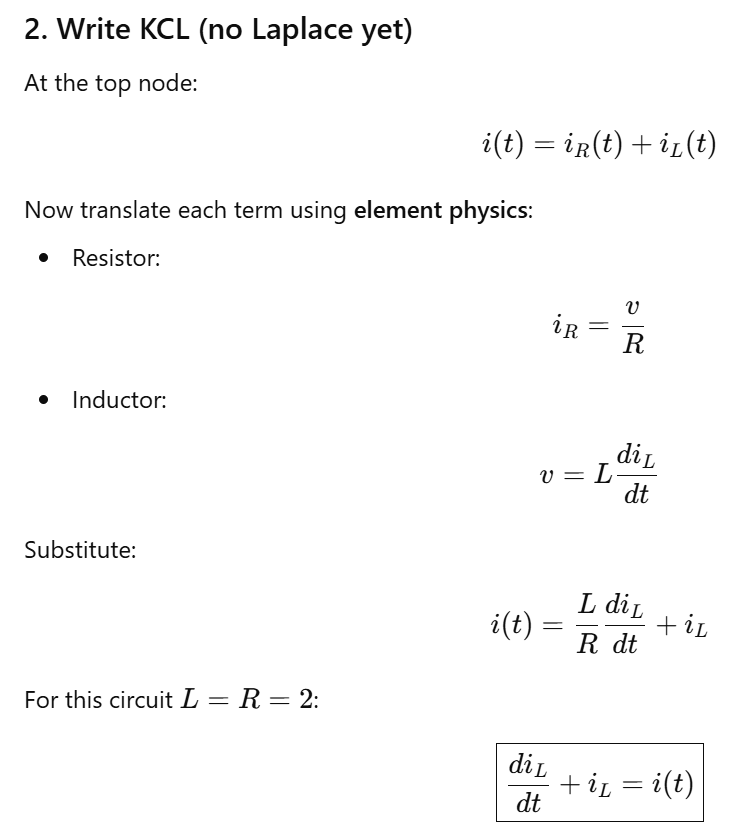 2. Write KCL (no Laplace yet)
At the top node:
i(t) = i_R(t) + i_L(t)
Now translate each term using element physics:
• Resistor:
i_R = \frac{v}{R}
• Inductor:
v = L\frac{di_L}{dt}
Substitute:
i(t) = \frac{L}{R}\frac{di_L}{dt} + i_L
For this circuit L = R = 2:
\frac{di_L}{dt} + i_L = i(t)